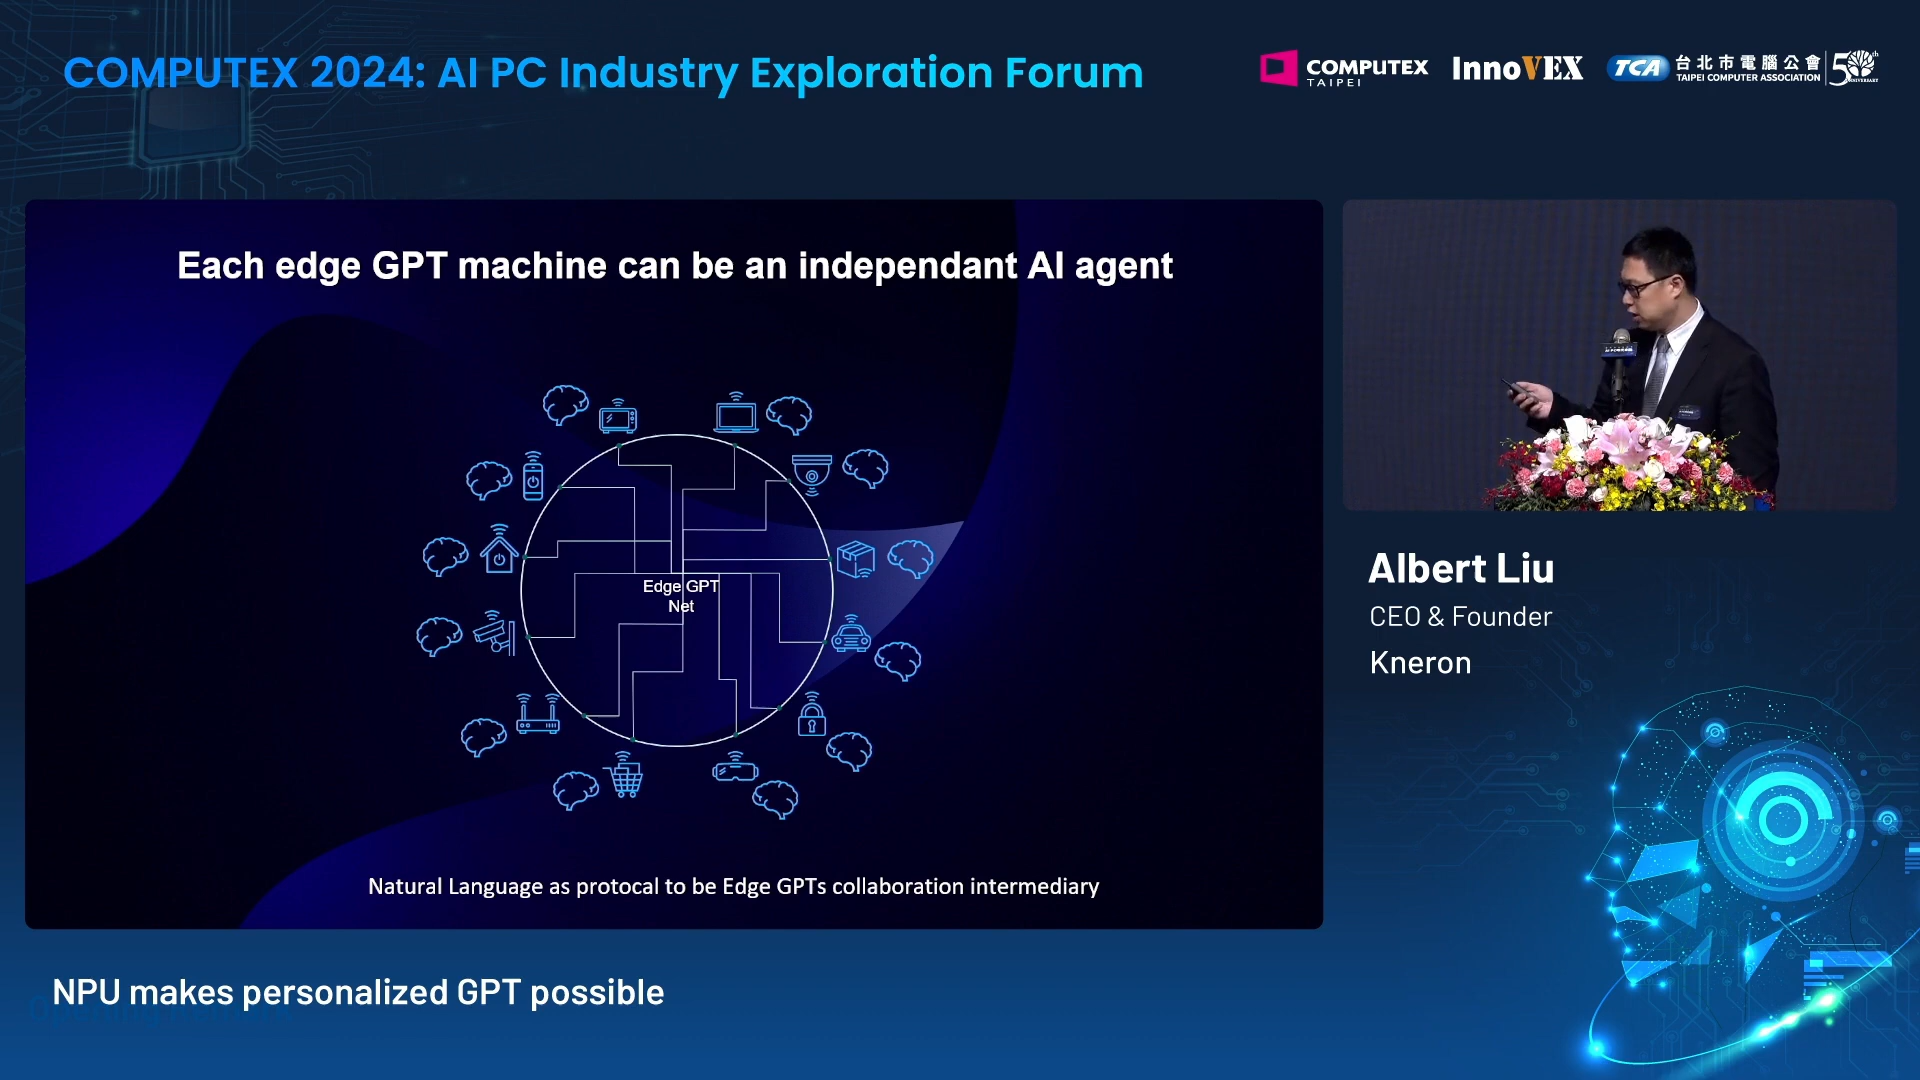 COMPUTEX 2024: AI PC Industry Exploration Forum
COMPUTEX
TAIPEI
InnoVEX
TCA
台北市電腦公會
TAIPEI COMPUTER ASSOCIATION
50th
ANNIVERSARY
Each edge GPT machine can be an independant AI agent
Edge GPT
Net
Natural Language as protocal to be Edge GPTs collaboration intermediary
Albert Liu
CEO & Founder
Kneron
NPU makes personalized GPT possible